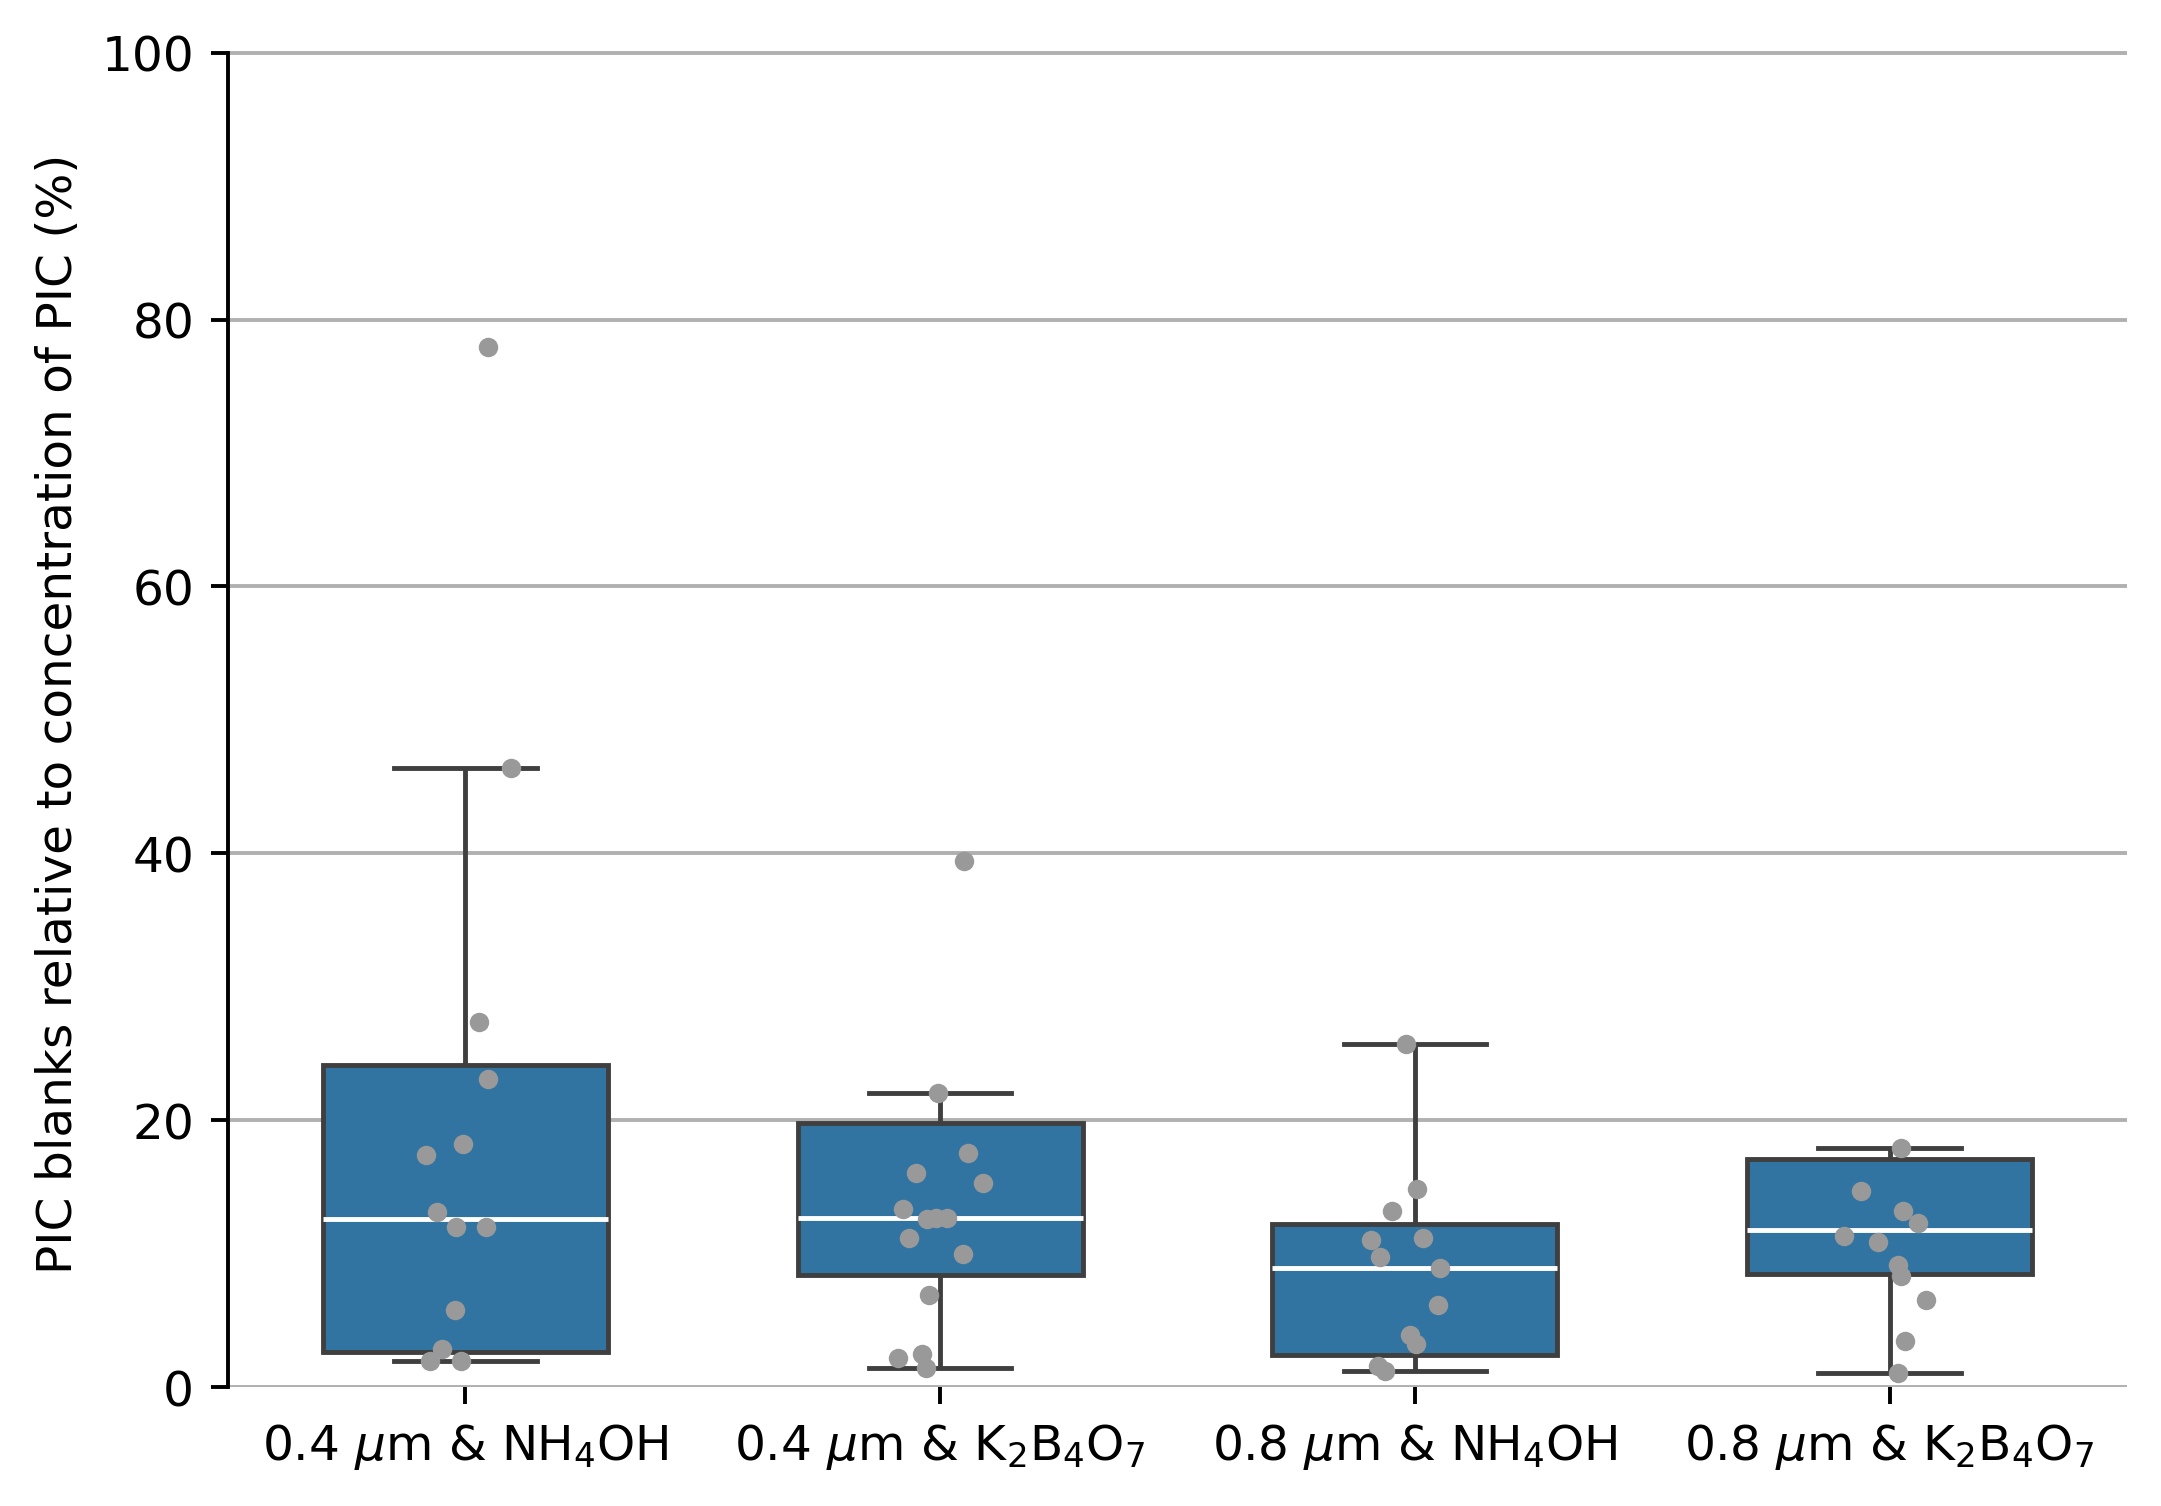 PIC blanks relative to concentration of PIC (%)
100
80
60
40
20
0
0.4 μm & NH₄OH
0.4 μm & K₂B₄O₇
0.8 μm & NH₄OH
0.8 μm & K₂B₄O₇